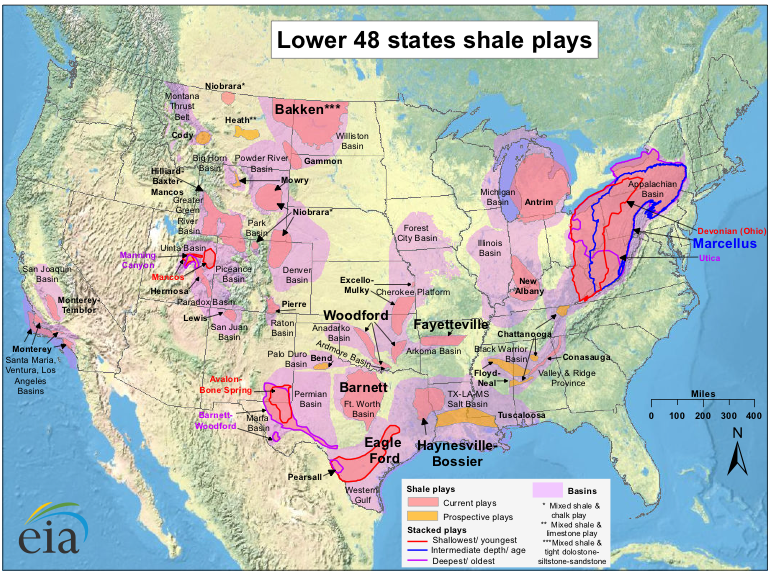 Lower 48 states shale plays
Niobrara*
Montana
Thrust
Belt
Heath**
Bakken***
Cody
Williston
Basin
Big Horn
Basin
Powder River
Basin
Gammon
Hilliard-
Baxter-
Mancos
Mowry
Greater
Green
River
Basin
Niobrara*
Park
Basin
Michigan
Basin
Antrim
Appalachian
Basin
Devonian (Ohio)
Marcellus
Utica
Forest
City Basin
Illinois
Basin
Uinta Basin
Manning
Canyon
Mancos
Piceance
Basin
Denver
Basin
San Joaquin
Basin
Hermosa
Paradox Basin
Excello-
Mulky
Cherokee Platform
New
Albany
Monterey-
Temblor
Pierre
Lewis
San Juan
Basin
Raton
Basin
Woodford
Fayetteville
Anadarko
Basin
Ardmore Basin
Arkoma Basin
Chattanooga
Monterey
Santa Maria,
Ventura, Los
Angeles
Basins
Palo Duro
Basin
Bend
Black Warrior
Basin
Conasauga
Floyd-
Neal
Valley & Ridge
Province
Avalon-
Bone Spring
Permian
Basin
Barnett
Ft. Worth
Basin
TX-LA-MS
Salt Basin
Tuscaloosa
Barnett-
Woodford
Marfa
Basin
Eagle
Ford
Haynesville-
Bossier
Pearsall
Western
Gulf
Miles
0 100 200 300 400
N
Shale plays
Current plays
Prospective plays
Stacked plays
Shallowest/ youngest
Intermediate depth/ age
Deepest/ oldest
Basins
* Mixed shale &
chalk play
** Mixed shale &
limestone play
***Mixed shale &
tight dolostone-
siltstone-sandstone
eia